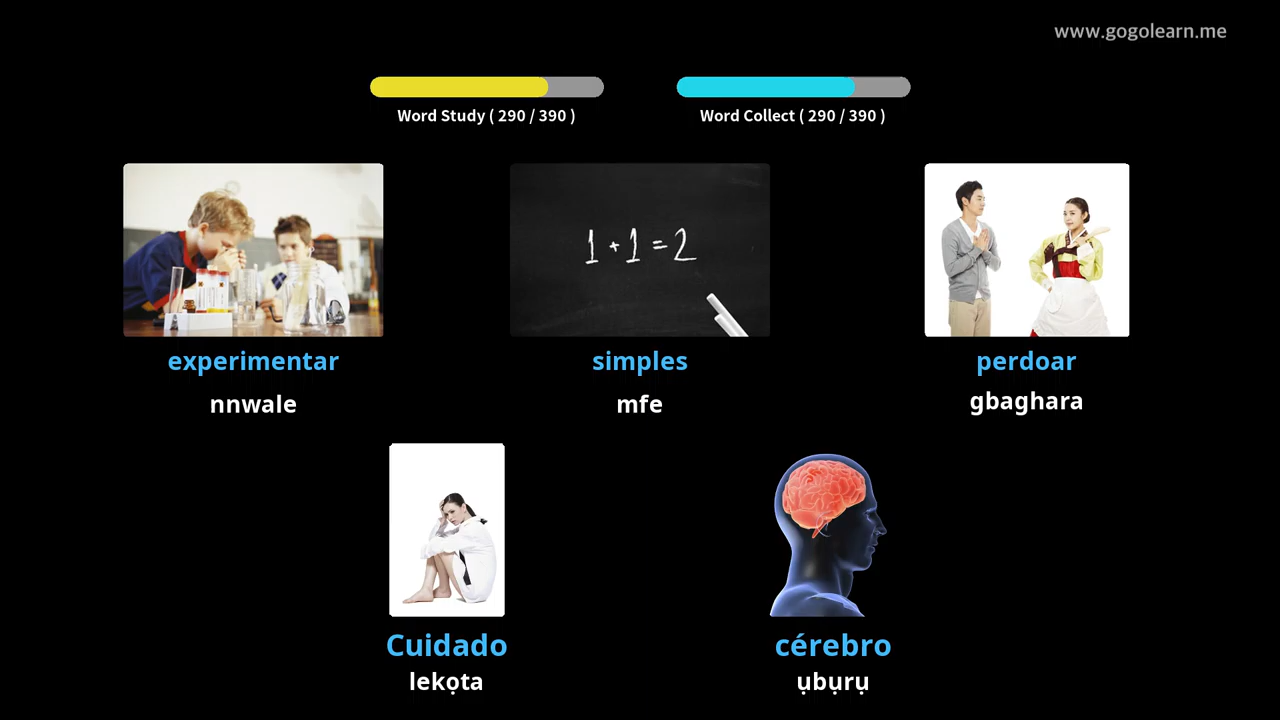 www.gogolearn.me
Word Study ( 290 / 390 )
Word Collect ( 290 / 390 )
1 + 1 = 2
experimentar
simples
perdoar
nnwale
mfe
gbaghara
Cuidado
cérebro
lekọta
ụbụrụ